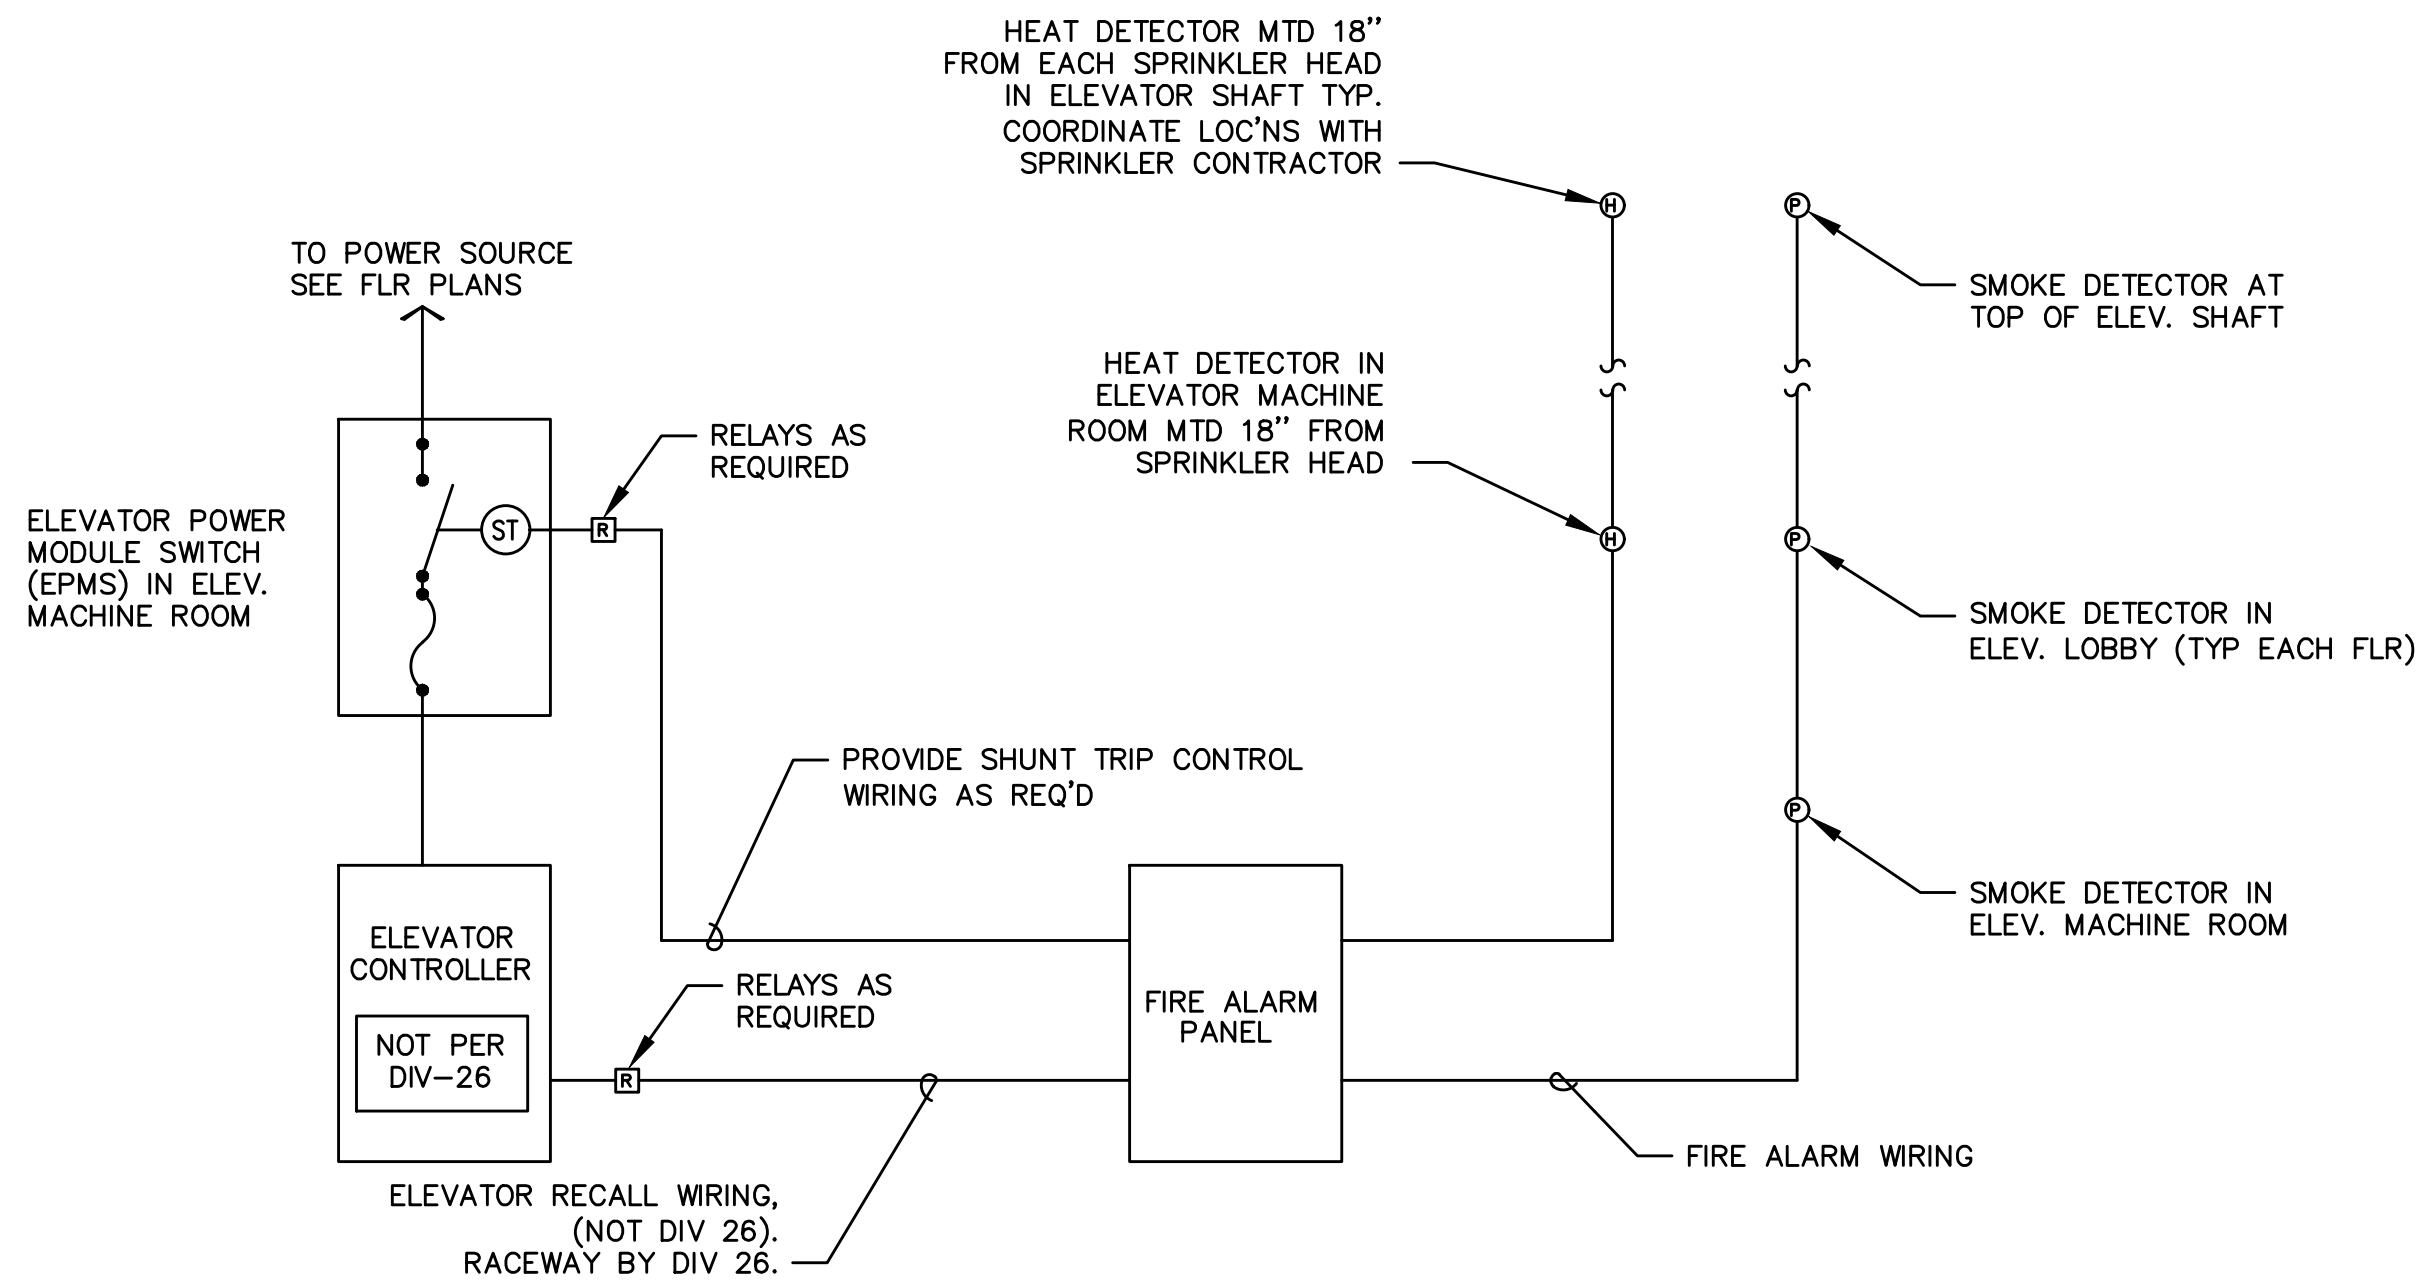 HEAT DETECTOR MTD 18''
FROM EACH SPRINKLER HEAD
IN ELEVATOR SHAFT TYP.
COORDINATE LOC'NS WITH
SPRINKLER CONTRACTOR
H
P
TO POWER SOURCE
SEE FLR PLANS
SMOKE DETECTOR AT
TOP OF ELEV. SHAFT
HEAT DETECTOR IN
ELEVATOR MACHINE
ROOM MTD 18'' FROM
SPRINKLER HEAD
RELAYS AS
REQUIRED
ELEVATOR POWER
MODULE SWITCH
(EPMS) IN ELEV.
MACHINE ROOM
ST
R
H
P
SMOKE DETECTOR IN
ELEV. LOBBY (TYP EACH FLR)
PROVIDE SHUNT TRIP CONTROL
WIRING AS REQ'D
P
SMOKE DETECTOR IN
ELEV. MACHINE ROOM
ELEVATOR
CONTROLLER
NOT PER
DIV-26
RELAYS AS
REQUIRED
R
FIRE ALARM
PANEL
FIRE ALARM WIRING
ELEVATOR RECALL WIRING,
(NOT DIV 26).
RACEWAY BY DIV 26.